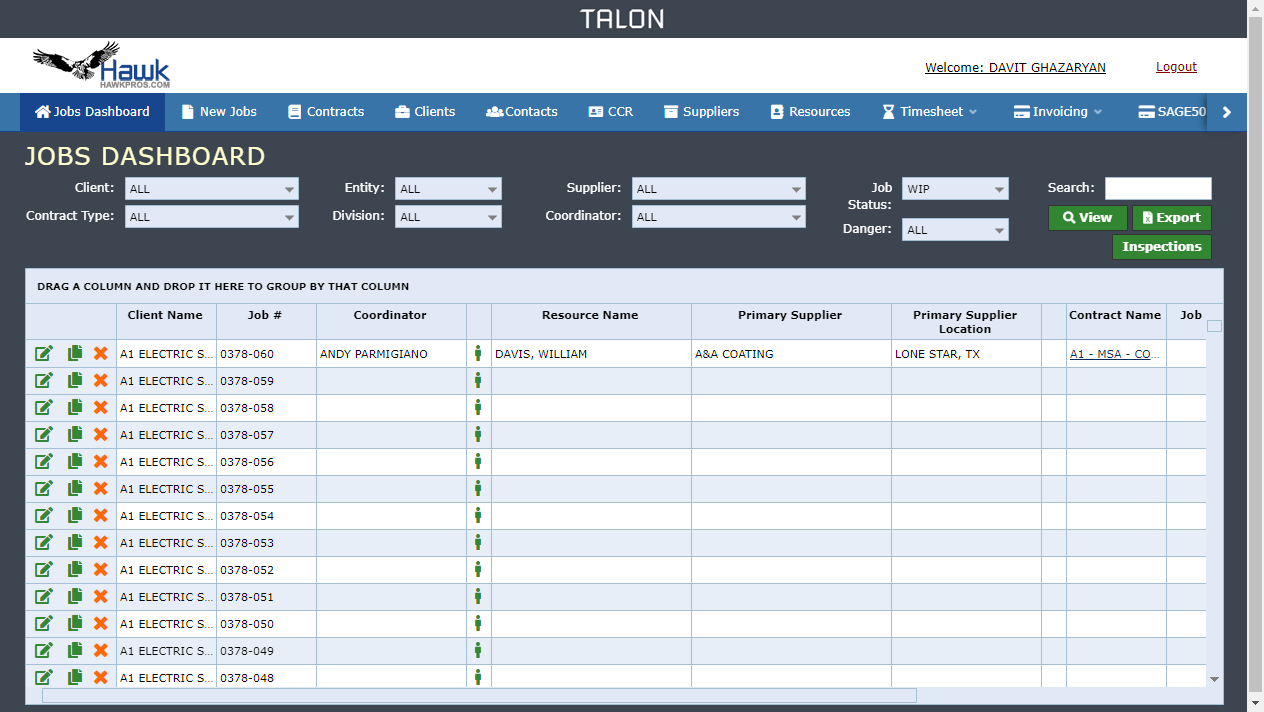 TALON
Hawk
HAWKPROS.COM
Welcome: DAVIT GHAZARYAN
Logout
Jobs Dashboard New Jobs Contracts Clients Contacts CCR Suppliers Resources Timesheet Invoicing SAGE50
JOBS DASHBOARD
Client: ALL Entity: ALL Supplier: ALL Job Status: WIP Search:
Contract Type: ALL Division: ALL Coordinator: ALL Danger: ALL View Export
Inspections
DRAG A COLUMN AND DROP IT HERE TO GROUP BY THAT COLUMN
Client Name Job # Coordinator Resource Name Primary Supplier Primary Supplier Location Contract Name Job
A1 ELECTRIC S... 0378-060 ANDY PARMIGIANO DAVIS, WILLIAM A&A COATING LONE STAR, TX A1 - MSA - CO...
A1 ELECTRIC S... 0378-059
A1 ELECTRIC S... 0378-058
A1 ELECTRIC S... 0378-057
A1 ELECTRIC S... 0378-056
A1 ELECTRIC S... 0378-055
A1 ELECTRIC S... 0378-054
A1 ELECTRIC S... 0378-053
A1 ELECTRIC S... 0378-052
A1 ELECTRIC S... 0378-051
A1 ELECTRIC S... 0378-050
A1 ELECTRIC S... 0378-049
A1 ELECTRIC S... 0378-048